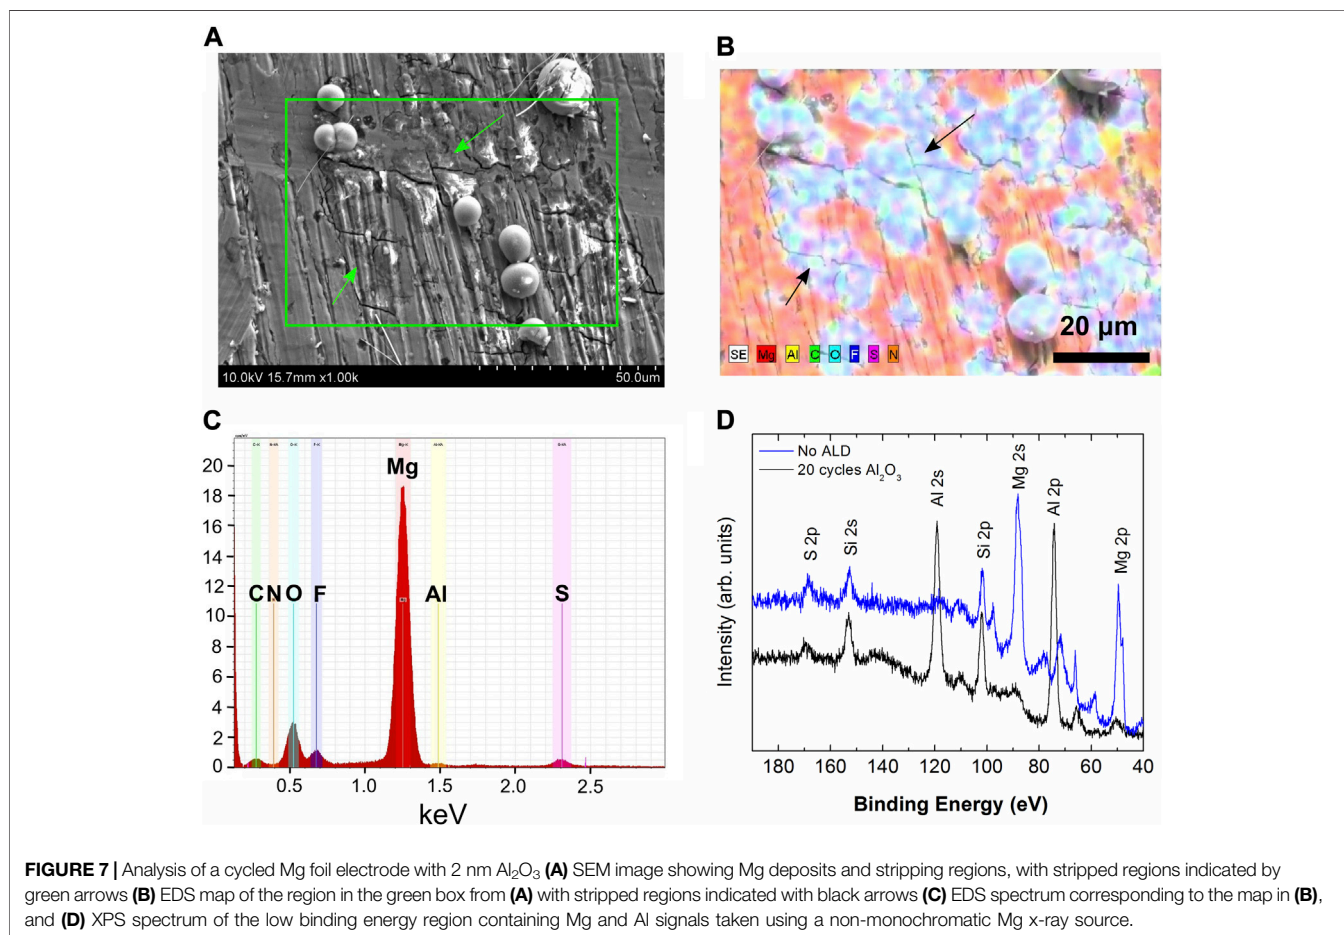 A
B
10.0kV 15.7mm x1.00k
50.0um
20 µm
SE Mg Al C O F S N
C
D
20
18
16
14
12
10
8
6
4
2
0
C N O F Mg Al S
0.5 1.0 1.5 2.0 2.5
keV
No ALD
20 cycles Al₂O₃
S 2p
Si 2s
Al 2s
Si 2p
Mg 2s
Al 2p
Mg 2p
Intensity (arb. units)
180 160 140 120 100 80 60 40
Binding Energy (eV)
FIGURE 7 | Analysis of a cycled Mg foil electrode with 2 nm Al₂O₃ (A) SEM image showing Mg deposits and stripping regions, with stripped regions indicated by
green arrows (B) EDS map of the region in the green box from (A) with stripped regions indicated with black arrows (C) EDS spectrum corresponding to the map in (B),
and (D) XPS spectrum of the low binding energy region containing Mg and Al signals taken using a non-monochromatic Mg x-ray source.